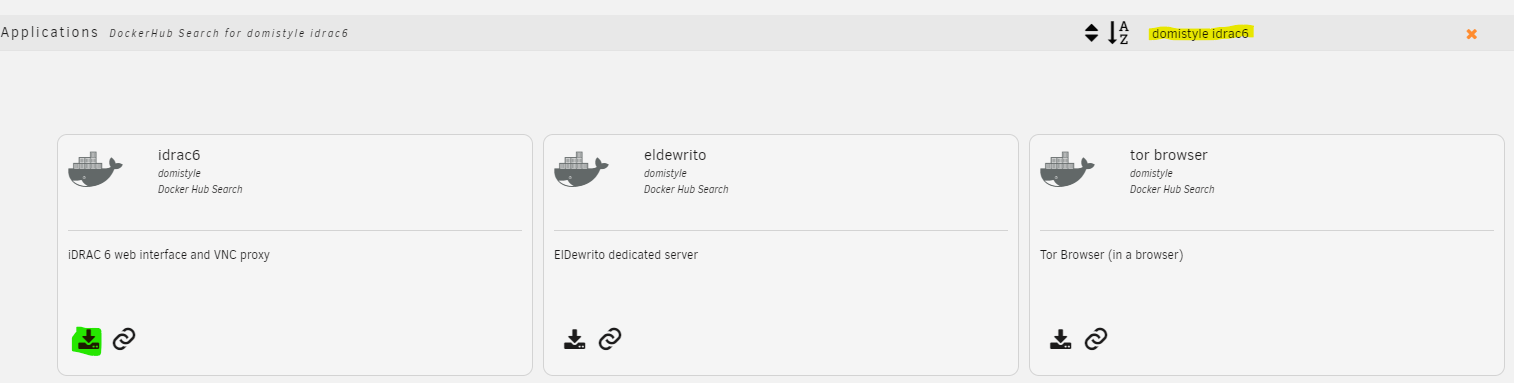 Applications DockerHub Search for domistyle idrac6
A
Z
domistyle idrac6
idrac6
domistyle
Docker Hub Search
iDRAC 6 web interface and VNC proxy
eldewrito
domistyle
Docker Hub Search
ElDewrito dedicated server
tor browser
domistyle
Docker Hub Search
Tor Browser (in a browser)